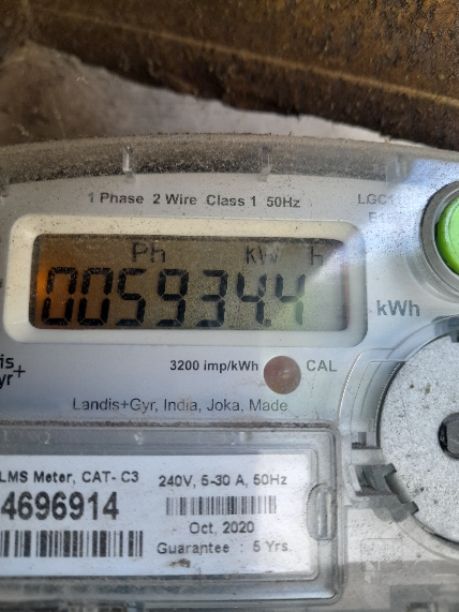 1 Phase 2 Wire Class 1 50Hz
Ph kW H
005934.4
kWh
3200 imp/kWh CAL
Landis+Gyr, India, Joka, Made
LMS Meter, CAT- C3
240V, 5-30 A, 50Hz
4696914
Oct, 2020
Guarantee : 5 Yrs.